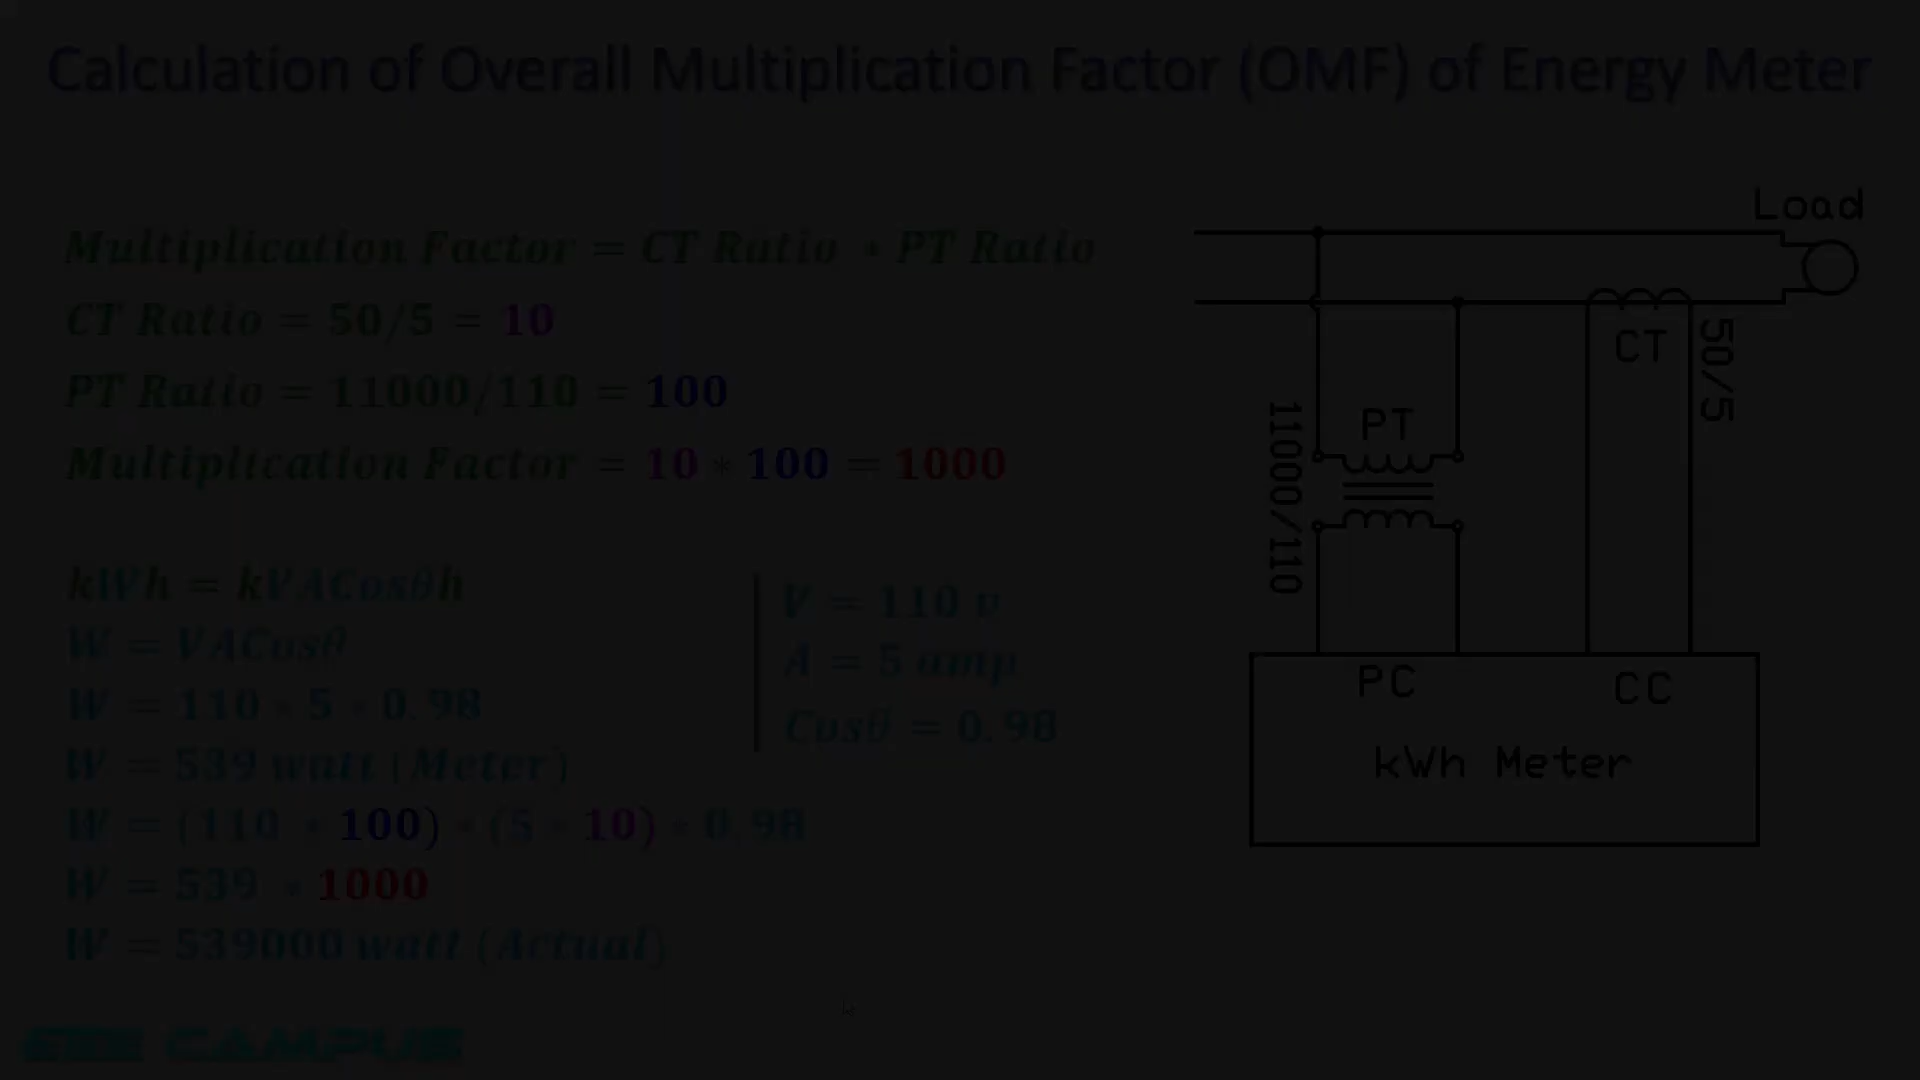 Calculation of Overall Multiplication Factor (OMF) of Energy Meter
Multiplication Factor = CT Ratio * PT Ratio
CT Ratio = 50/5 = 10
PT Ratio = 11000/110 = 100
Multiplication Factor = 10 * 100 = 1000
kWh = kVACosθh
W = VACosθ
W = 110 * 5 * 0.98
W = 539 watt (Meter)
W = (110 * 100) * (5 * 10) * 0.98
W = 539 * 1000
W = 539000 watt (Actual)
V = 110 v
A = 5 amp
Cosθ = 0.98
Load
CT
50/5
PT
11000/110
PC
CC
kWh Meter
EEE CAMPUS